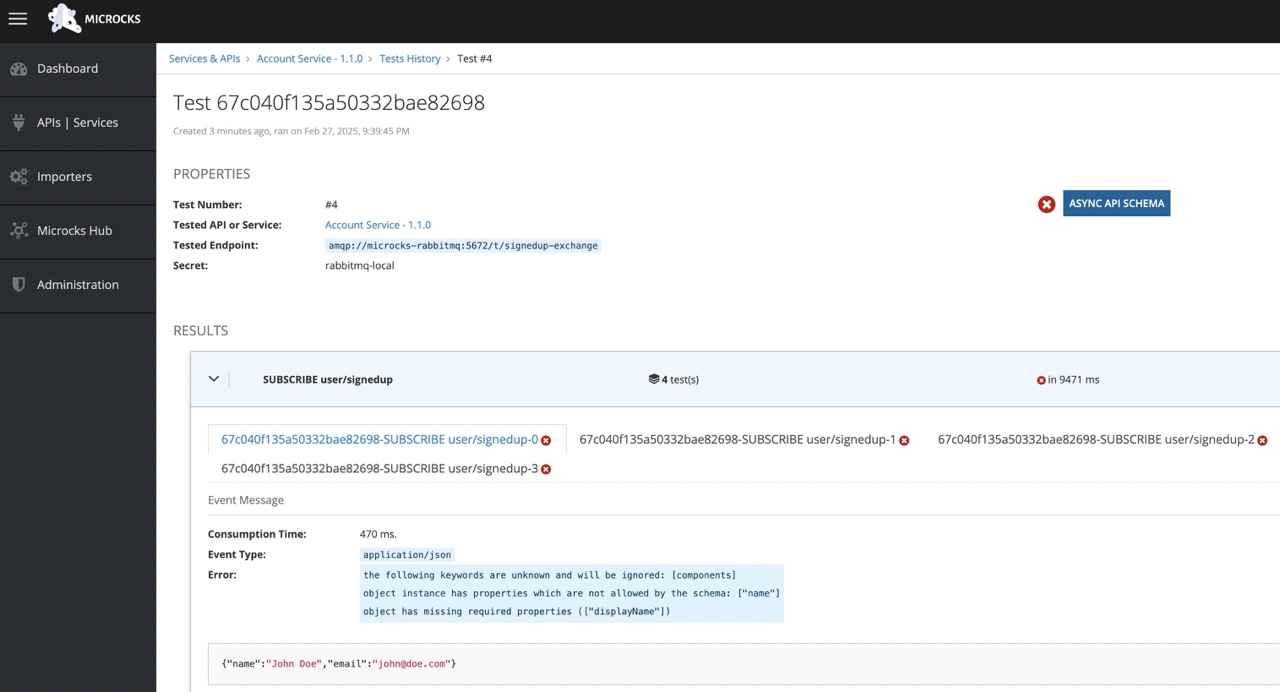 MICROCKS
Dashboard
APIs | Services
Importers
Microcks Hub
Administration
Services & APIs > Account Service - 1.1.0 > Tests History > Test #4
Test 67c040f135a50332bae82698
Created 3 minutes ago, ran on Feb 27, 2025, 9:39:45 PM
PROPERTIES
Test Number: #4
Tested API or Service: Account Service - 1.1.0
Tested Endpoint: amqp://microcks-rabbitmq:5672/t/signedup-exchange
Secret: rabbitmq-local
ASYNC API SCHEMA
RESULTS
SUBSCRIBE user/signedup 4 test(s) in 9471 ms
67c040f135a50332bae82698-SUBSCRIBE user/signedup-0 67c040f135a50332bae82698-SUBSCRIBE user/signedup-1 67c040f135a50332bae82698-SUBSCRIBE user/signedup-2
67c040f135a50332bae82698-SUBSCRIBE user/signedup-3
Event Message
Consumption Time: 470 ms.
Event Type: application/json
Error: the following keywords are unknown and will be ignored: [components]
object instance has properties which are not allowed by the schema: ["name"]
object has missing required properties (["displayName"])
{"name":"John Doe","email":"john@doe.com"}